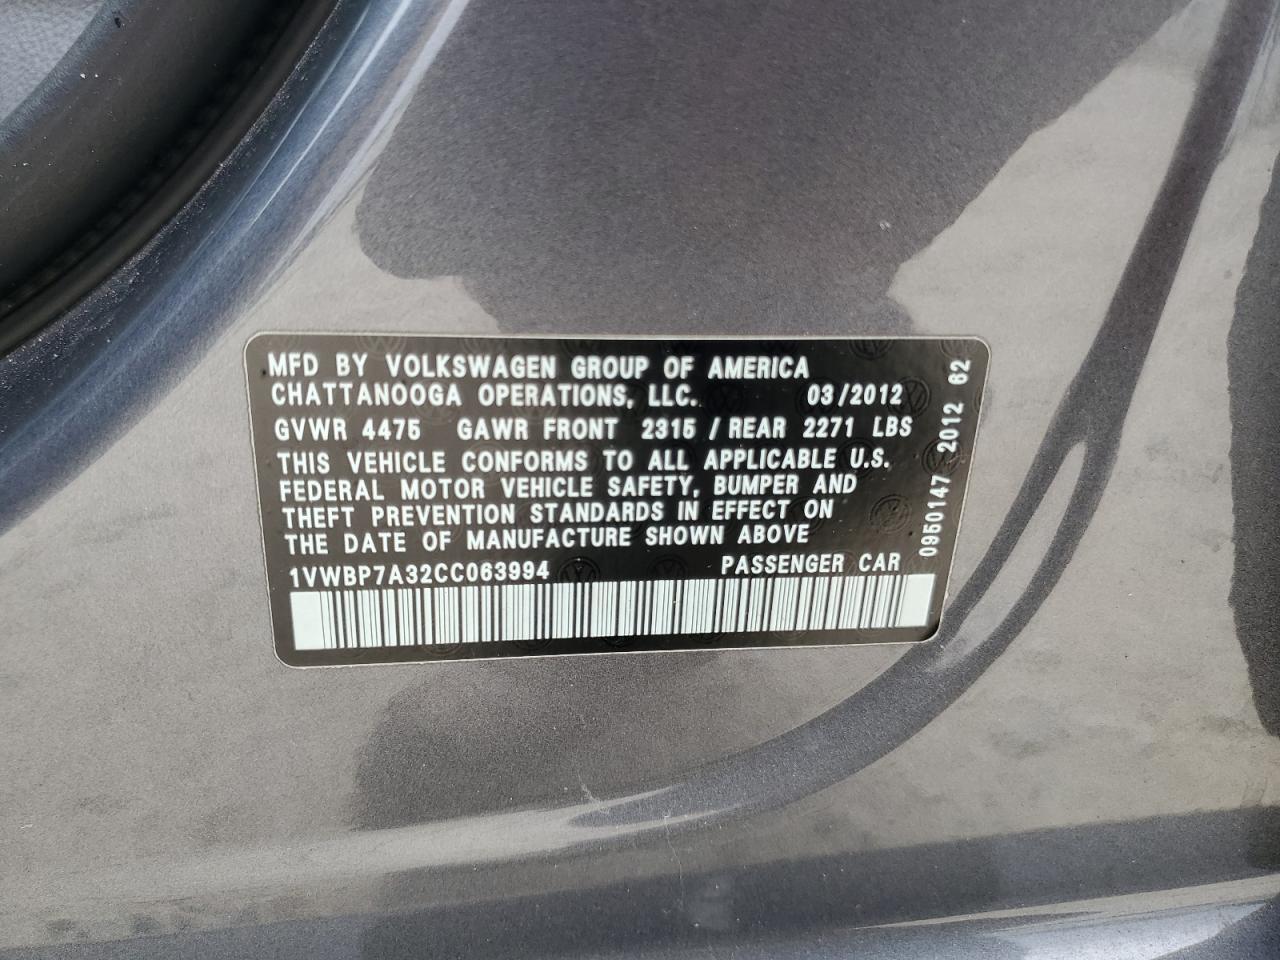 MFD BY VOLKSWAGEN GROUP OF AMERICA
CHATTANOOGA OPERATIONS, LLC. 03/2012
GVWR 4475 GAWR FRONT 2315 / REAR 2271 LBS
THIS VEHICLE CONFORMS TO ALL APPLICABLE U.S.
FEDERAL MOTOR VEHICLE SAFETY, BUMPER AND
THEFT PREVENTION STANDARDS IN EFFECT ON
THE DATE OF MANUFACTURE SHOWN ABOVE
1VWBP7A32CC063994 PASSENGER CAR
0950147 2012 62